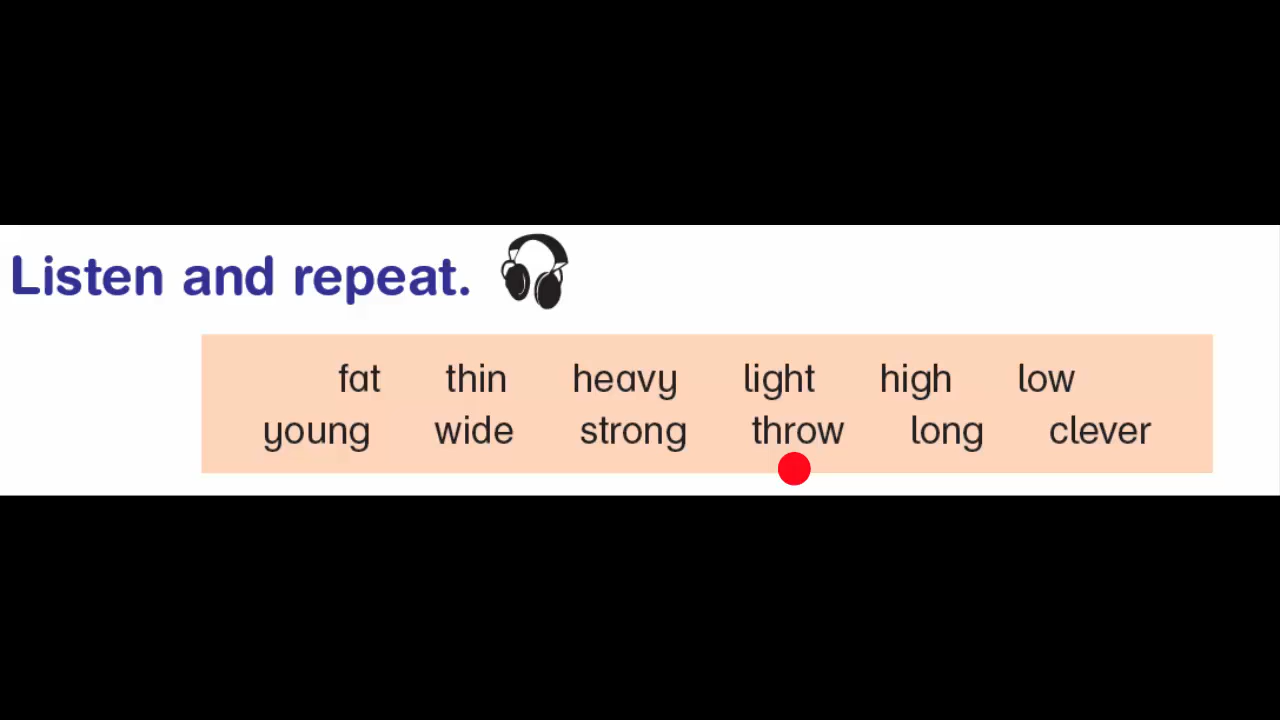 Listen and repeat.
fat thin heavy light high low
young wide strong throw long clever